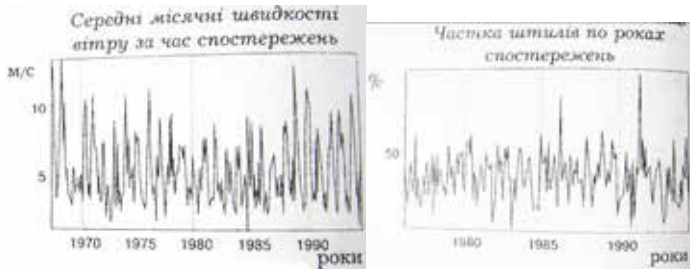 Середні місячні швидкості
вітру за час спостережень
м/с
10
5
1970 1975 1980 1985 1990
роки
Частка штилів по роках
спостережень
%
50
1980 1985 1990
роки